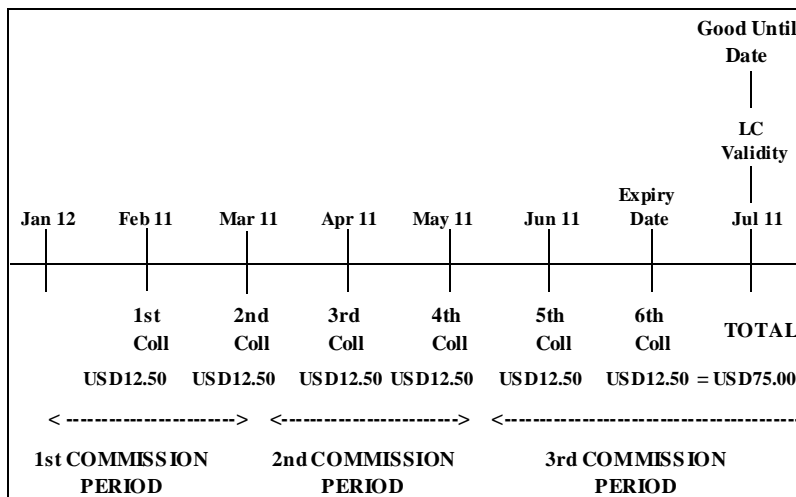 Good Until
Date
LC
Validity
Expiry
Date
Jan 12 Feb 11 Mar 11 Apr 11 May 11 Jun 11 Jul 11
1st 2nd 3rd 4th 5th 6th
Coll Coll Coll Coll Coll Coll TOTAL
USD12.50 USD12.50 USD12.50 USD12.50 USD12.50 USD12.50 = USD75.00
< -----------------------> <-----------------------> <---------------------------------------
1st COMMISSION 2nd COMMISSION 3rd COMMISSION
PERIOD PERIOD PERIOD